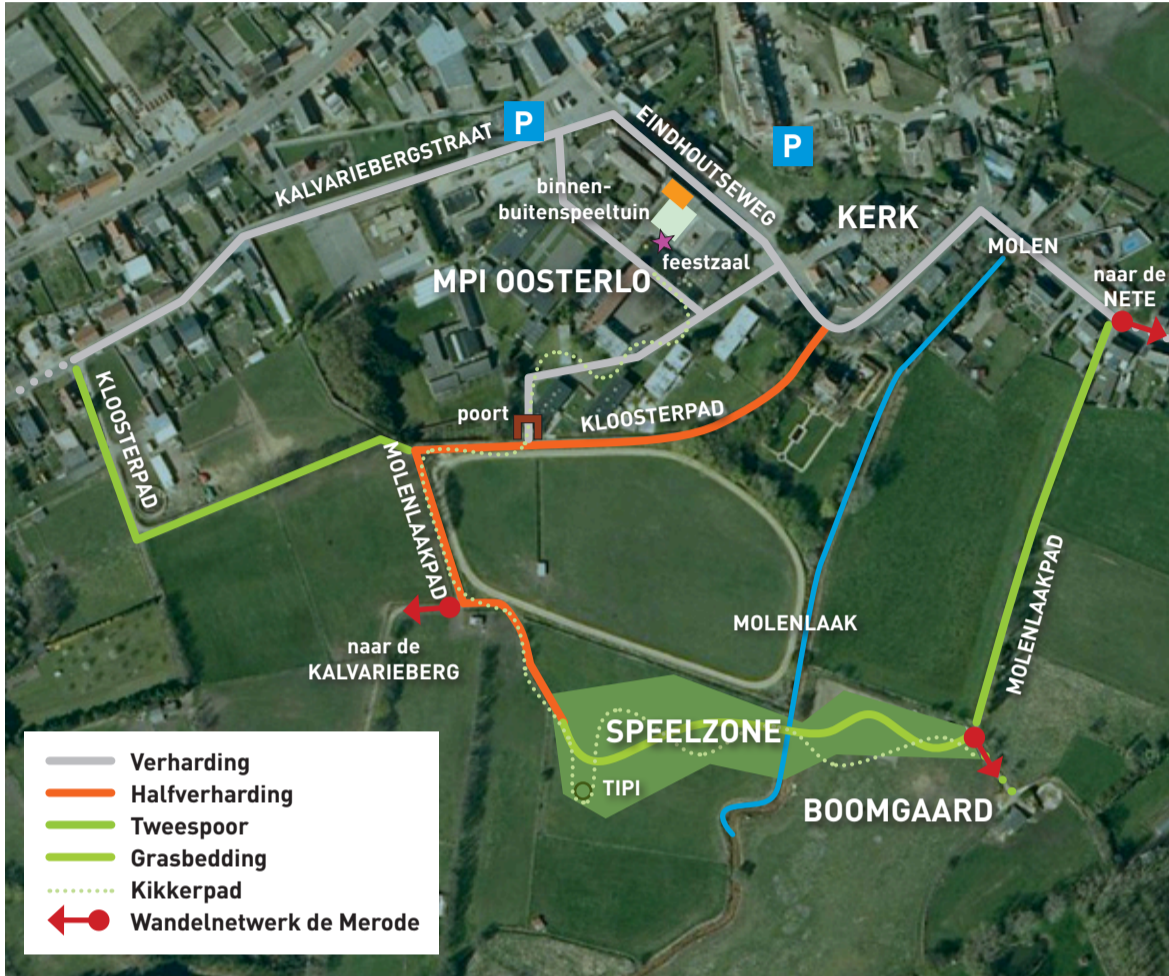 P
KALVARIEBERGSTRAAT
EINDHOUTSEWEG
P
binnen-
buitenspeeltuin
KERK
feestzaal
MPI OOSTERLO
MOLEN
naar de
NETE
KLOOSTERPAD
poort
KLOOSTERPAD
MOLENLAAKPAD
MOLENLAAK
MOLENLAAKPAD
naar de
KALVARIEBERG
SPEELZONE
TIPI
BOOMGAARD
Verharding
Halfverharding
Tweespoor
Grasbedding
Kikkerpad
Wandelnetwerk de Merode